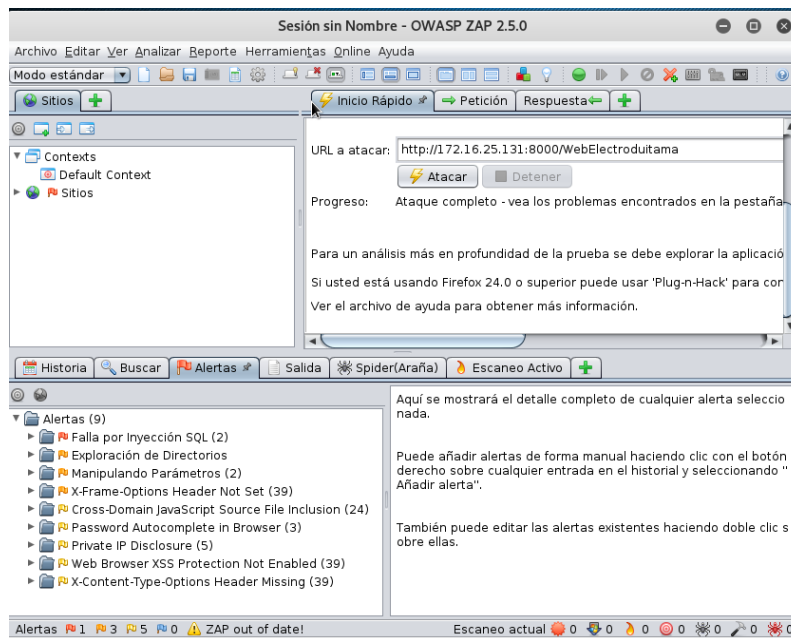 Sesión sin Nombre - OWASP ZAP 2.5.0
Archivo Editar Ver Analizar Reporte Herramientas Online Ayuda
Modo estándar
Sitios
Inicio Rápido
Petición
Respuesta
Contexts
Default Context
Sitios
URL a atacar: http://172.16.25.131:8000/WebElectroduitama
Atacar
Detener
Progreso: Ataque completo - vea los problemas encontrados en la pestaña
Para un análisis más en profundidad de la prueba se debe explorar la aplicació
Si usted está usando Firefox 24.0 o superior puede usar 'Plug-n-Hack' para con
Ver el archivo de ayuda para obtener más información.
Historia
Buscar
Alertas
Salida
Spider(Araña)
Escaneo Activo
Alertas (9)
Falla por Inyección SQL (2)
Exploración de Directorios
Manipulando Parámetros (2)
X-Frame-Options Header Not Set (39)
Cross-Domain JavaScript Source File Inclusion (24)
Password Autocomplete in Browser (3)
Private IP Disclosure (5)
Web Browser XSS Protection Not Enabled (39)
X-Content-Type-Options Header Missing (39)
Aquí se mostrará el detalle completo de cualquier alerta seleccio
nada.
Puede añadir alertas de forma manual haciendo clic con el botón
derecho sobre cualquier entrada en el historial y seleccionando "
Añadir alerta".
También puede editar las alertas existentes haciendo doble clic s
obre ellas.
Alertas 1 3 5 0 ZAP out of date!
Escaneo actual 0 0 0 0 0 0 0